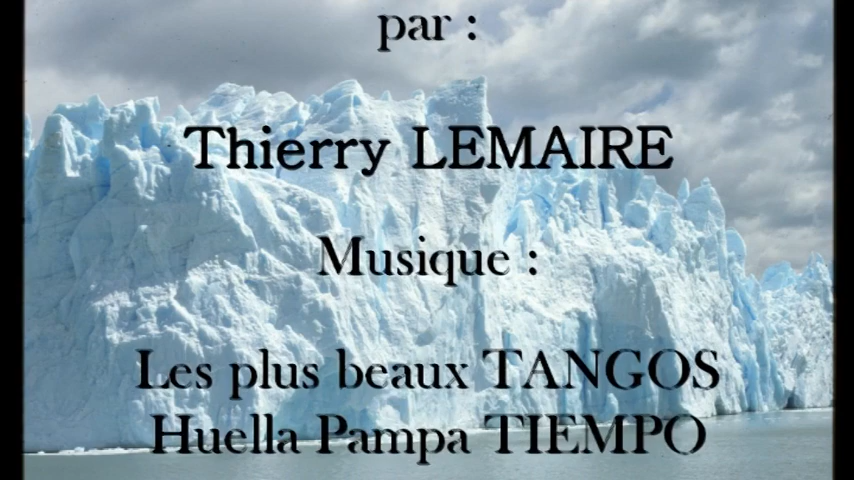 par :
Thierry LEMAIRE
Musique :
Les plus beaux TANGOS
Huella Pampa TIEMPO